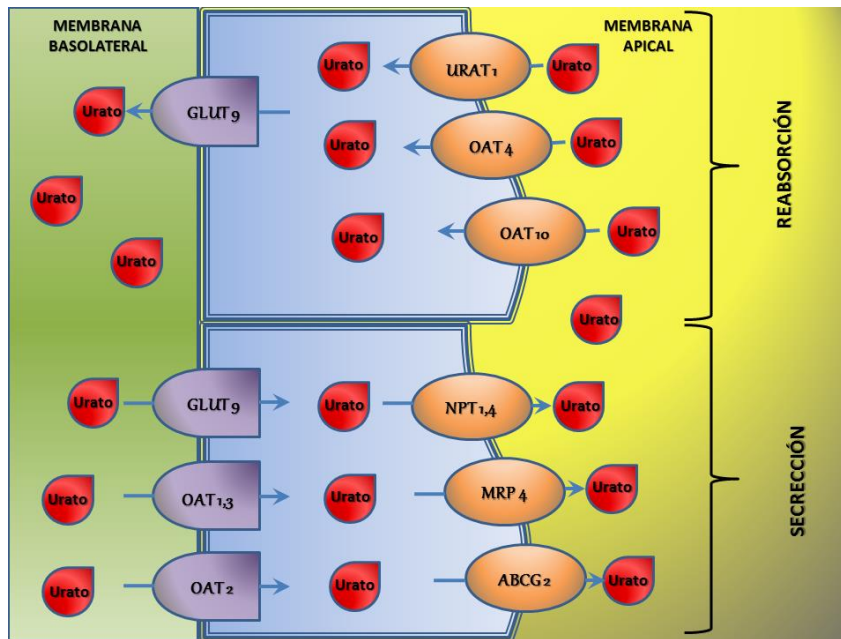 MEMBRANA
BASOLATERAL
MEMBRANA
APICAL
URAT1
Urato
Urato
Urato
GLUT9
OAT4
Urato
Urato
Urato
OAT10
Urato
Urato
Urato
Urato
REABSORCIÓN
Urato
GLUT9
Urato
NPT1,4
Urato
Urato
OAT1,3
Urato
MRP4
Urato
Urato
OAT2
Urato
ABCG2
Urato
SECRECIÓN